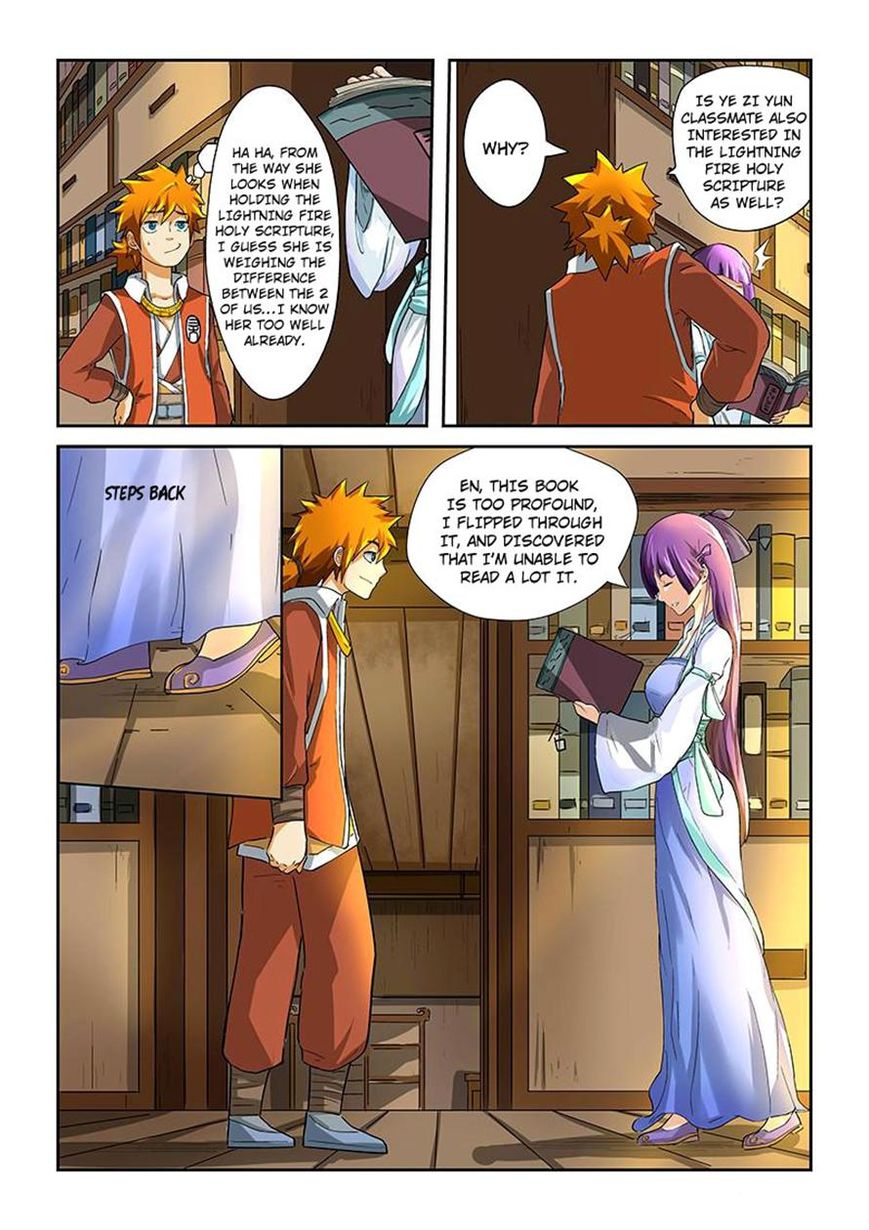 IS YE ZI YUN
CLASSMATE ALSO
INTERESTED IN
THE LIGHTNING
FIRE HOLY
SCRIPTURE
AS WELL?
WHY?
HA HA, FROM
THE WAY SHE
LOOKS WHEN
HOLDING THE
LIGHTNING FIRE
HOLY SCRIPTURE,
I GUESS SHE IS
WEIGHING THE
DIFFERENCE
BETWEEN THE 2
OF US...I KNOW
HER TOO WELL
ALREADY.
EN, THIS BOOK
IS TOO PROFOUND,
I FLIPPED THROUGH
IT, AND DISCOVERED
THAT I'M UNABLE TO
READ A LOT IT.
STEPS BACK